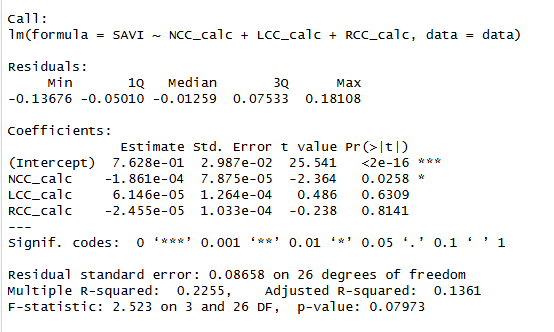 Call:
lm(formula = SAVI ~ NCC_calc + LCC_calc + RCC_calc, data = data)
Residuals:
Min 1Q Median 3Q Max
-0.13676 -0.05010 -0.01259 0.07533 0.18108
Coefficients:
Estimate Std. Error t value Pr(>|t|)
(Intercept) 7.628e-01 2.987e-02 25.541 <2e-16 ***
NCC_calc -1.861e-04 7.875e-05 -2.364 0.0258 *
LCC_calc 6.146e-05 1.264e-04 0.486 0.6309
RCC_calc -2.455e-05 1.033e-04 -0.238 0.8141
---
Signif. codes: 0 ‘***’ 0.001 ‘**’ 0.01 ‘*’ 0.05 ‘.’ 0.1 ‘ ’ 1
Residual standard error: 0.08658 on 26 degrees of freedom
Multiple R-squared: 0.2255, Adjusted R-squared: 0.1361
F-statistic: 2.523 on 3 and 26 DF, p-value: 0.07973